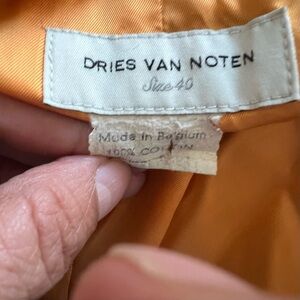 DRIES VAN NOTEN
Size 40
Made in Belgium
100% COTTON